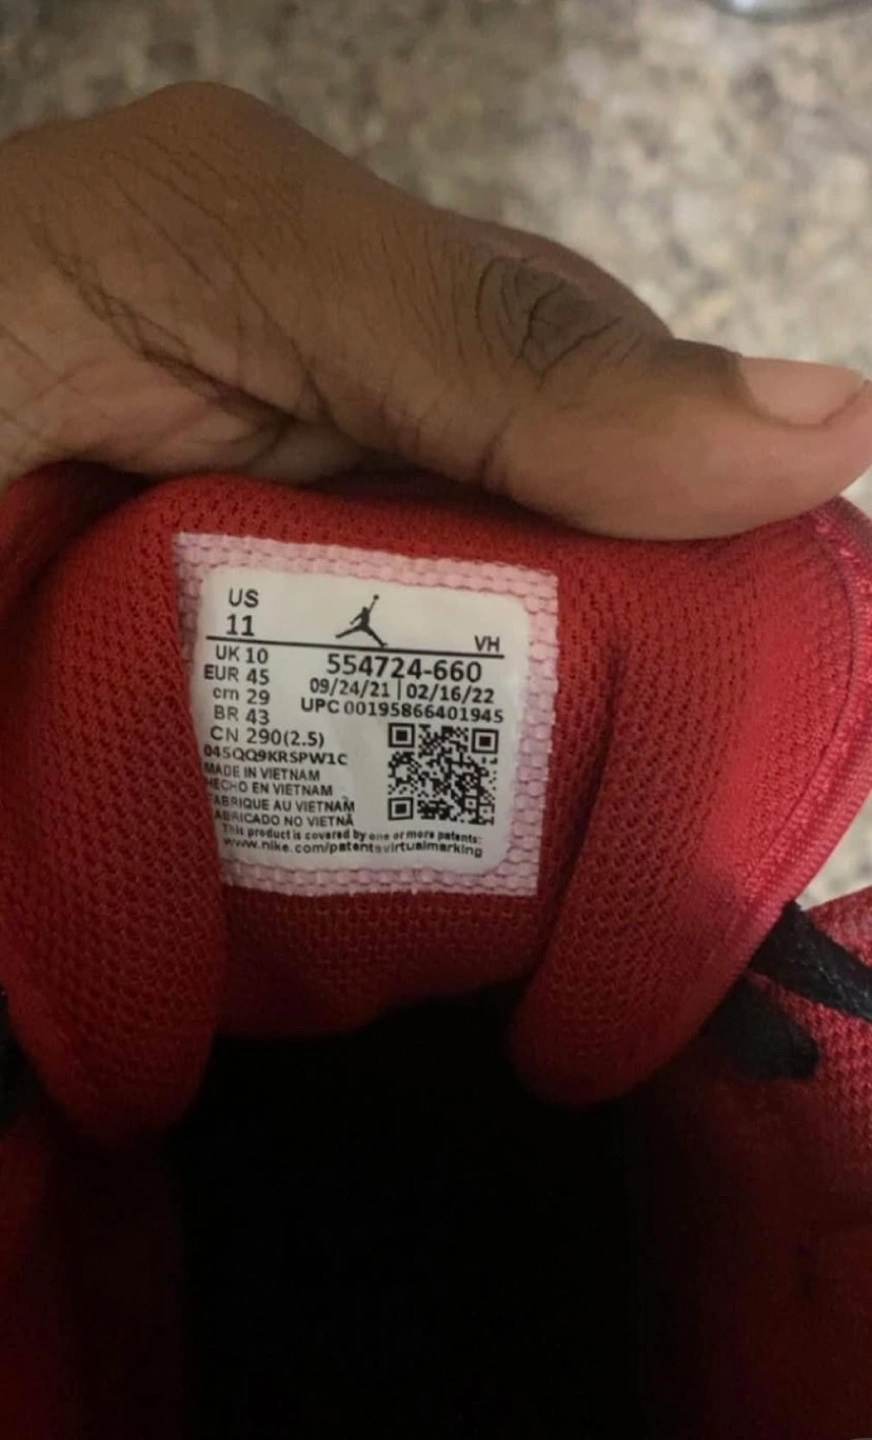 US
11
VH
UK 10
EUR 45
cm 29
BR 43
CN 290(2.5)
554724-660
09/24/21 | 02/16/22
UPC 00195866401945
045QQ9KRSPW1C
MADE IN VIETNAM
HECHO EN VIETNAM
FABRIQUE AU VIETNAM
FABRICADO NO VIETNÃ
This product is covered by one or more patents:
www.nike.com/patentsvirtualmarking